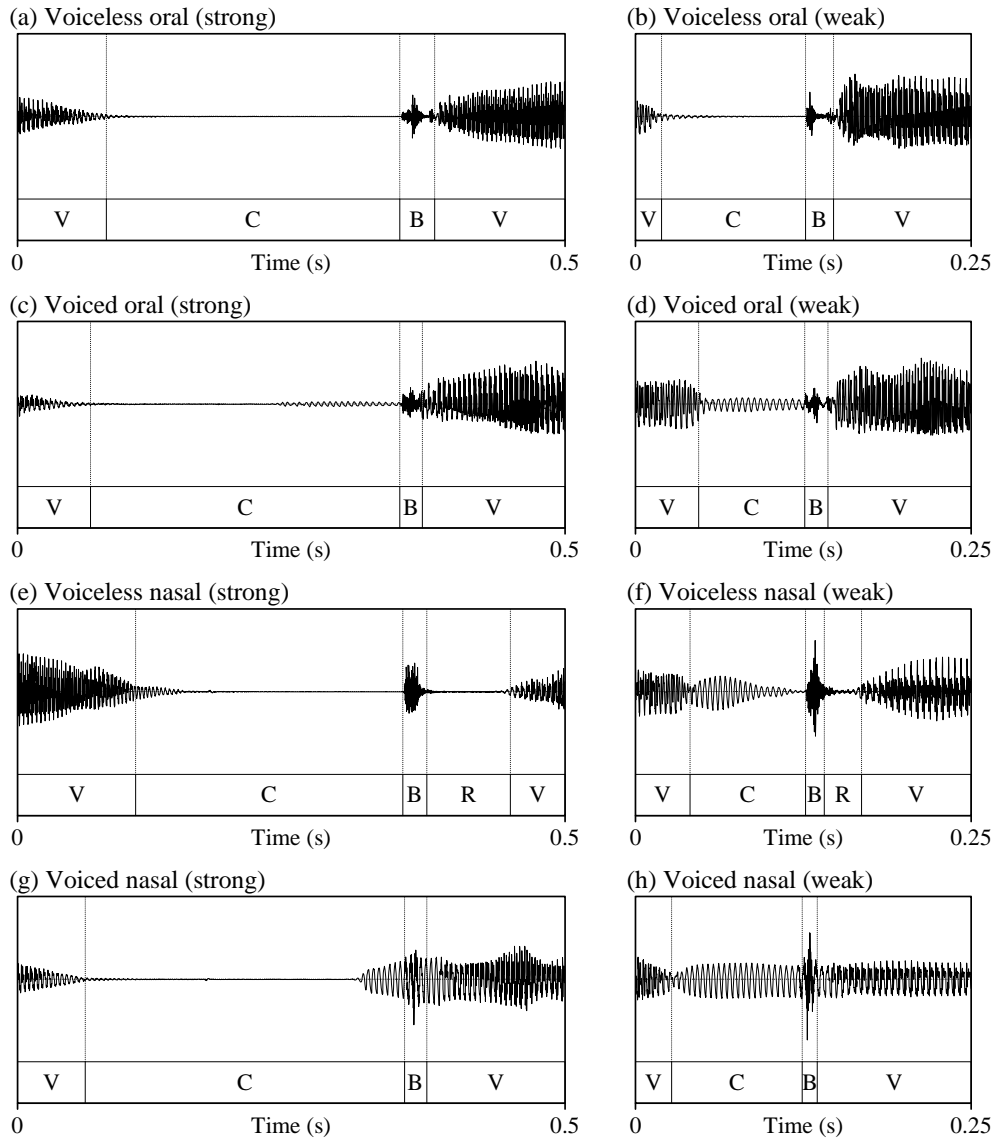 (a) Voiceless oral (strong)
V C B V
0 Time (s) 0.5
(b) Voiceless oral (weak)
V C B V
0 Time (s) 0.25
(c) Voiced oral (strong)
V C B V
0 Time (s) 0.5
(d) Voiced oral (weak)
V C B V
0 Time (s) 0.25
(e) Voiceless nasal (strong)
V C B R V
0 Time (s) 0.5
(f) Voiceless nasal (weak)
V C B R V
0 Time (s) 0.25
(g) Voiced nasal (strong)
V C B V
0 Time (s) 0.5
(h) Voiced nasal (weak)
V C B V
0 Time (s) 0.25